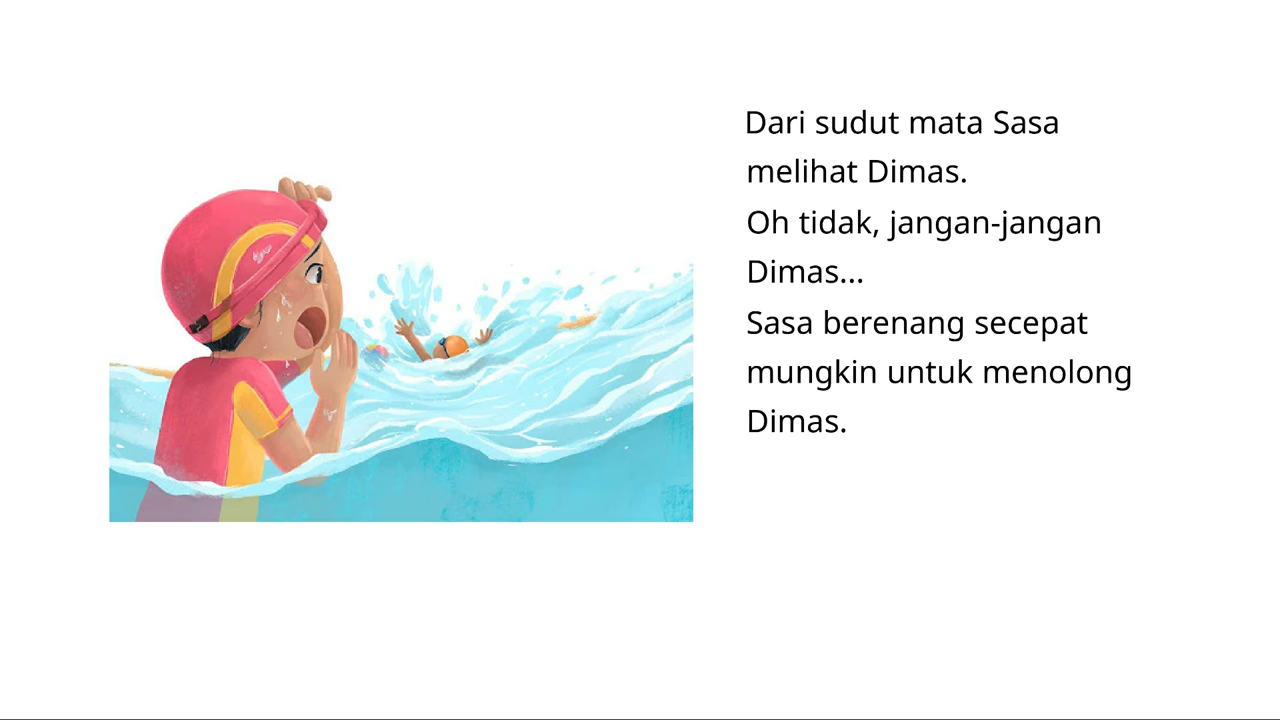 Dari sudut mata Sasa
melihat Dimas.
Oh tidak, jangan-jangan
Dimas...
Sasa berenang secepat
mungkin untuk menolong
Dimas.